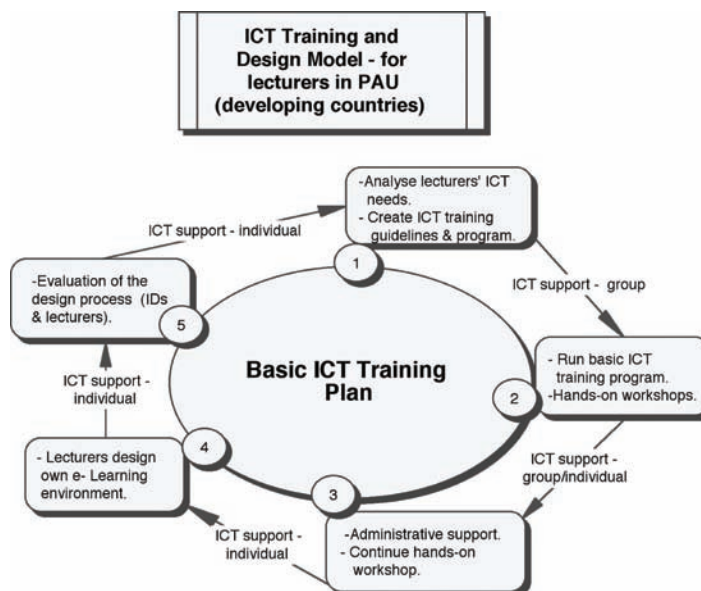 ICT Training and
Design Model - for
lecturers in PAU
(developing countries)
-Analyse lecturers' ICT
needs.
- Create ICT training
guidelines & program.
ICT support - individual
1
ICT support - group
-Evaluation of the
design process (IDs
& lecturers).
5
Basic ICT Training
Plan
- Run basic ICT
training program.
-Hands-on workshops.
2
ICT support -
individual
4
- Lecturers design
own e- Learning
environment.
ICT support -
group/individual
3
ICT support -
individual
-Administrative support.
- Continue hands-on
workshop.